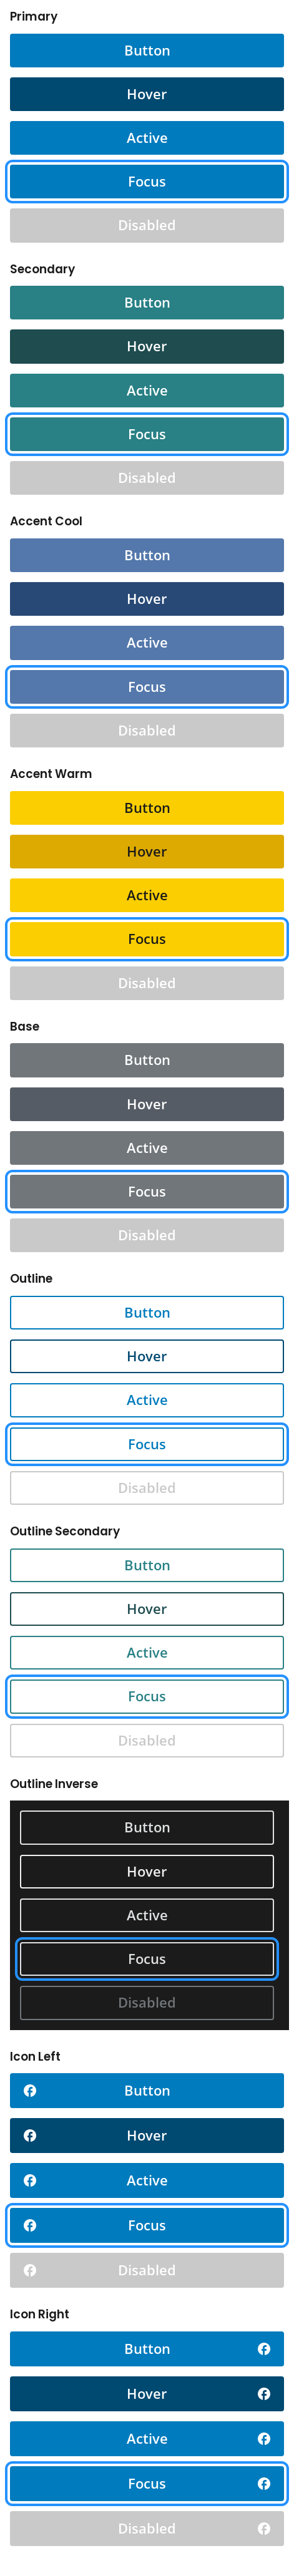 Primary
Button
Hover
Active
Focus
Disabled
Secondary
Button
Hover
Active
Focus
Disabled
Accent Cool
Button
Hover
Active
Focus
Disabled
Accent Warm
Button
Hover
Active
Focus
Disabled
Base
Button
Hover
Active
Focus
Disabled
Outline
Button
Hover
Active
Focus
Disabled
Outline Secondary
Button
Hover
Active
Focus
Disabled
Outline Inverse
Button
Hover
Active
Focus
Disabled
Icon Left
Button
Hover
Active
Focus
Disabled
Icon Right
Button
Hover
Active
Focus
Disabled